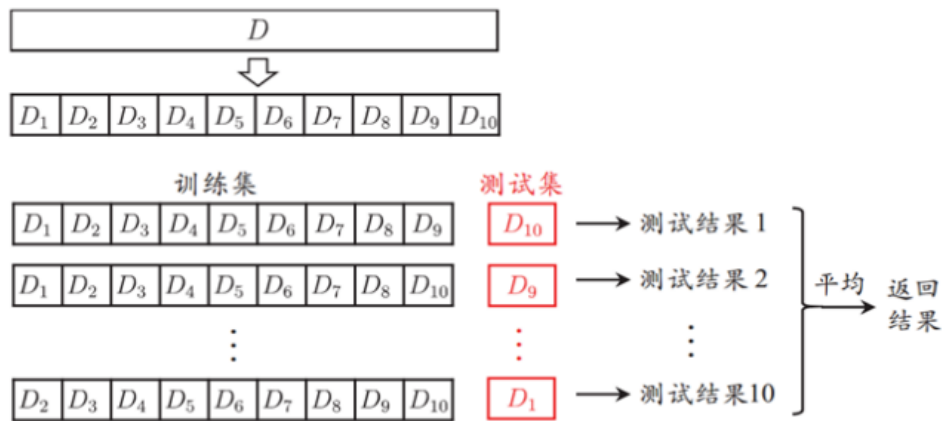 D
D₁ D₂ D₃ D₄ D₅ D₆ D₇ D₈ D₉ D₁₀
训练集 测试集
D₁ D₂ D₃ D₄ D₅ D₆ D₇ D₈ D₉ D₁₀ 测试结果1
D₁ D₂ D₃ D₄ D₅ D₆ D₇ D₈ D₁₀ D₉ 测试结果2
平均 返回
结果
D₂ D₃ D₄ D₅ D₆ D₇ D₈ D₉ D₁₀ D₁ 测试结果10